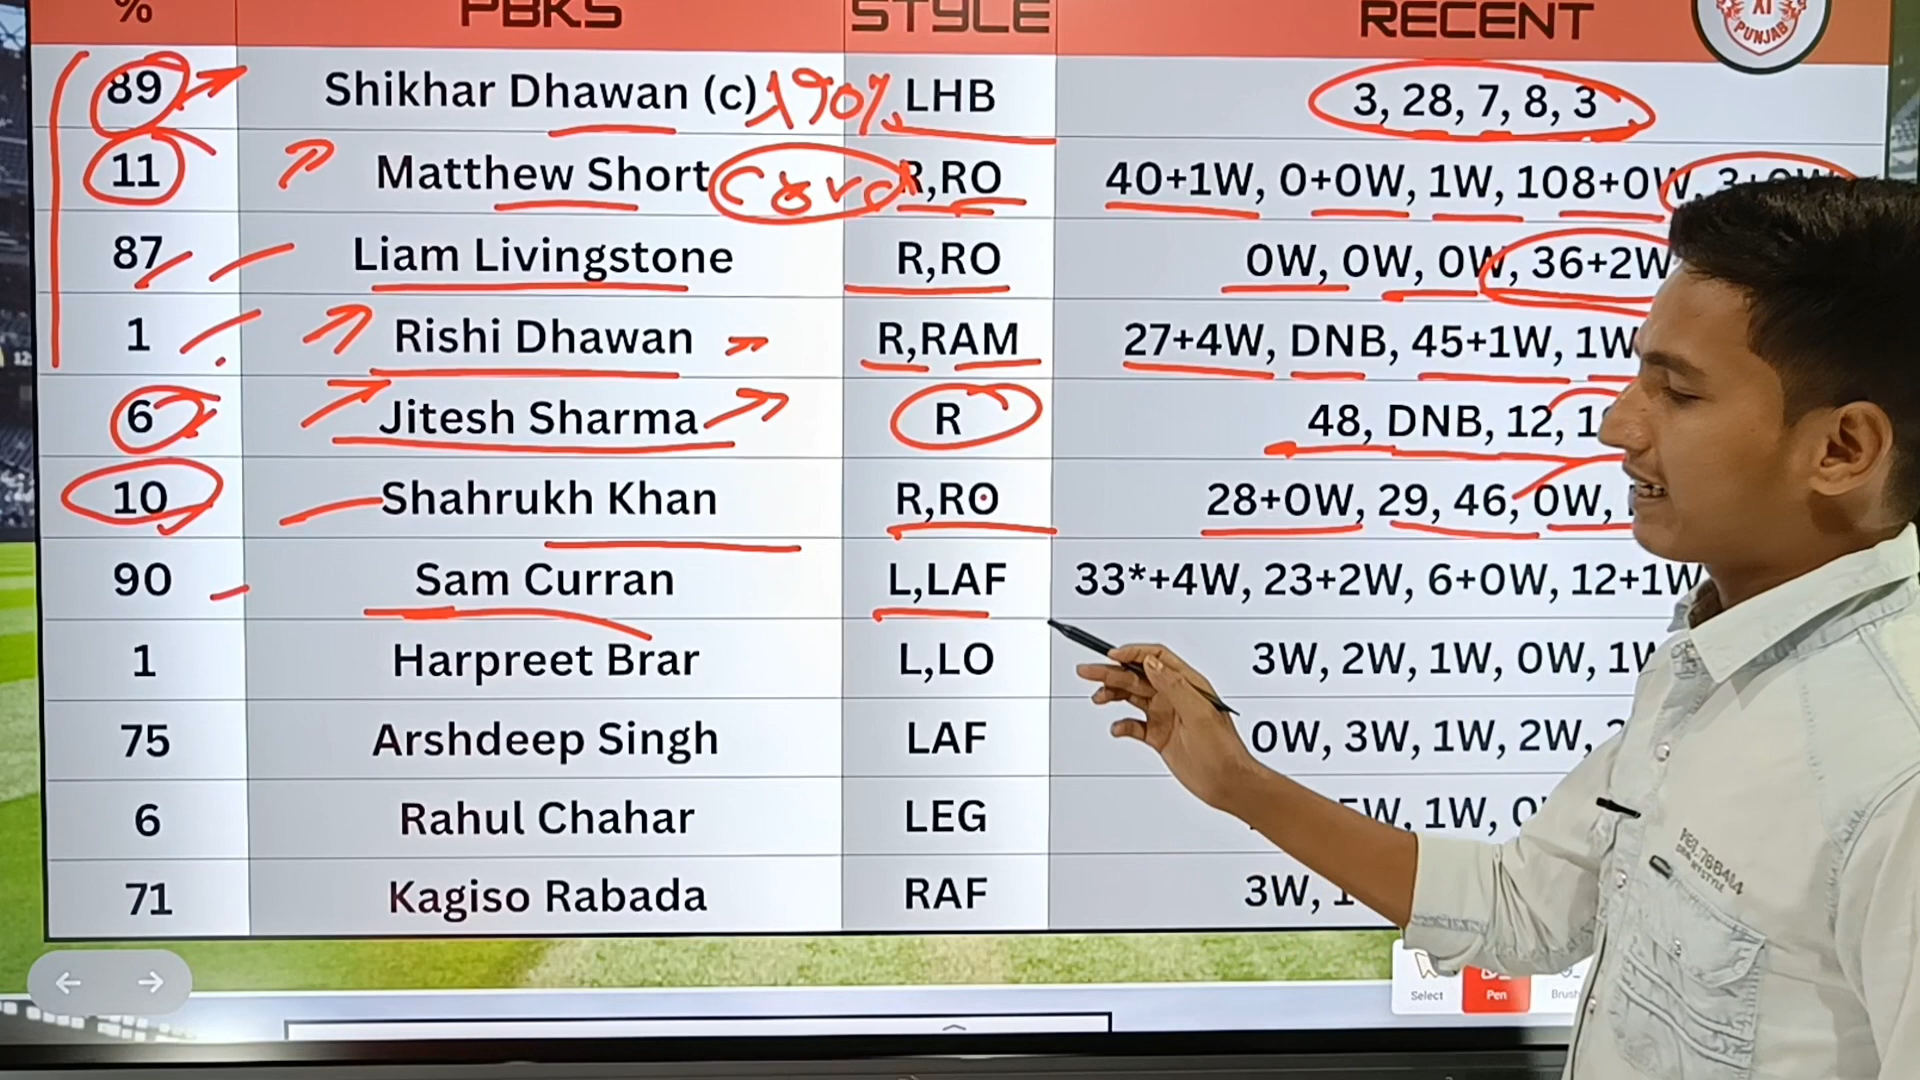 % PBKS STYLE RECENT
XI
PUNJAB
89 Shikhar Dhawan (c) 190% LHB 3, 28, 7, 8, 3
11 Matthew Short R,RO 40+1W, 0+0W, 1W, 108+0W,
87 Liam Livingstone R,RO 0W, 0W, 0W, 36+2W
1 Rishi Dhawan R,RAM 27+4W, DNB, 45+1W, 1W
6 Jitesh Sharma R 48, DNB, 12,
10 Shahrukh Khan R,RO 28+0W, 29, 46, 0W,
90 Sam Curran L,LAF 33*+4W, 23+2W, 6+0W, 12+1W
1 Harpreet Brar L,LO 3W, 2W, 1W, 0W, 1W
75 Arshdeep Singh LAF 0W, 3W, 1W, 2W,
6 Rahul Chahar LEG 1W,
71 Kagiso Rabada RAF 3W,
Select Pen Brush